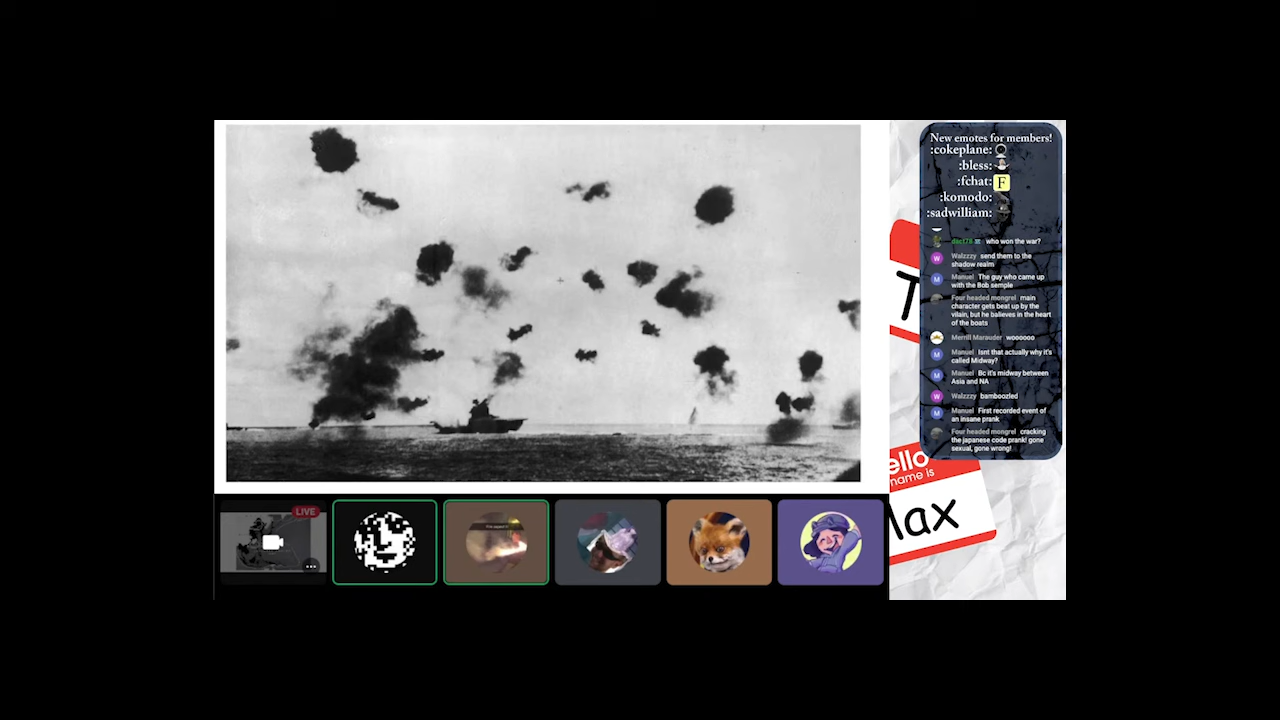 New emotes for members!
:cokeplane:
:bless:
:fchat: F
:komodo:
:sadwilliam:
who won the war?
Walzzzy send them to the
shadow realm
Manuel The guy who came up
with the Bob semple
Four headed mongrel main
character gets beat up by the
vilain, but he balieves in the heart
of the boats
Merrill Marauder woooooo
Manuel Isnt that actually why it's
called Midway?
Manuel Bc it's midway between
Asia and NA
Walzzzy bamboozled
Manuel First recorded event of
an insane prank
Four headed mongrel cracking
the japanese code prank! gone
sexual, gone wrong!
W
M
M
M
W
M
T
ello
name is
Max
LIVE